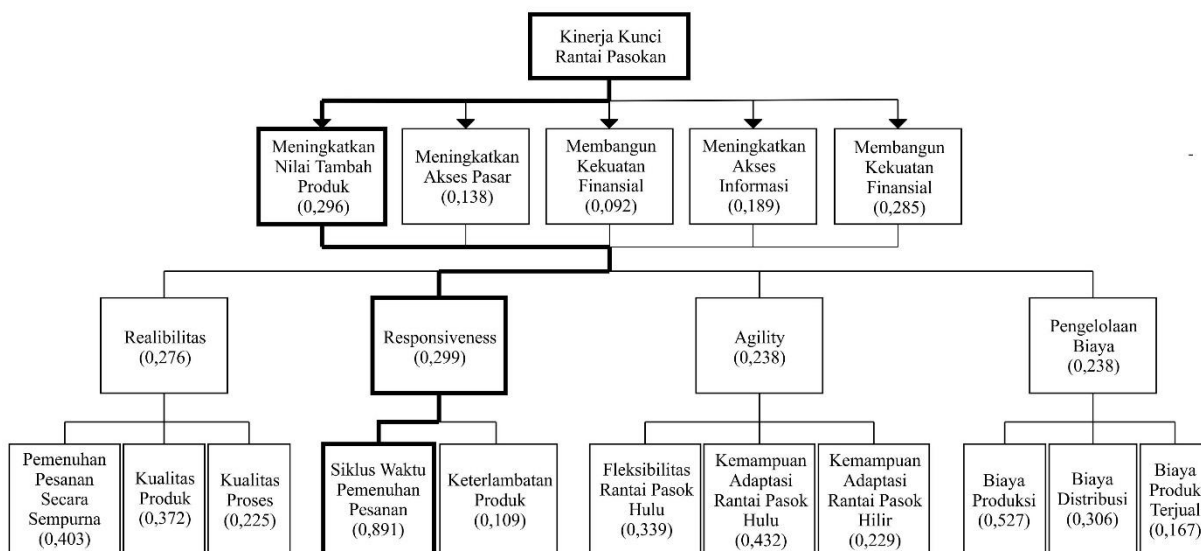 Kinerja Kunci
Rantai Pasokan
Meningkatkan
Nilai Tambah
Produk
(0,296)
Meningkatkan
Akses Pasar
(0,138)
Membangun
Kekuatan
Finansial
(0,092)
Meningkatkan
Akses
Informasi
(0,189)
Membangun
Kekuatan
Finansial
(0,285)
Realibilitas
(0,276)
Responsiveness
(0,299)
Agility
(0,238)
Pengelolaan
Biaya
(0,238)
Pemenuhan
Pesanan
Secara
Sempurna
(0,403)
Kualitas
Produk
(0,372)
Kualitas
Proses
(0,225)
Siklus Waktu
Pemenuhan
Pesanan
(0,891)
Keterlambatan
Produk
(0,109)
Fleksibilitas
Rantai Pasok
Hulu
(0,339)
Kemampuan
Adaptasi
Rantai Pasok
Hulu
(0,432)
Kemampuan
Adaptasi
Rantai Pasok
Hilir
(0,229)
Biaya
Produksi
(0,527)
Biaya
Distribusi
(0,306)
Biaya
Produk
Terjual
(0,167)